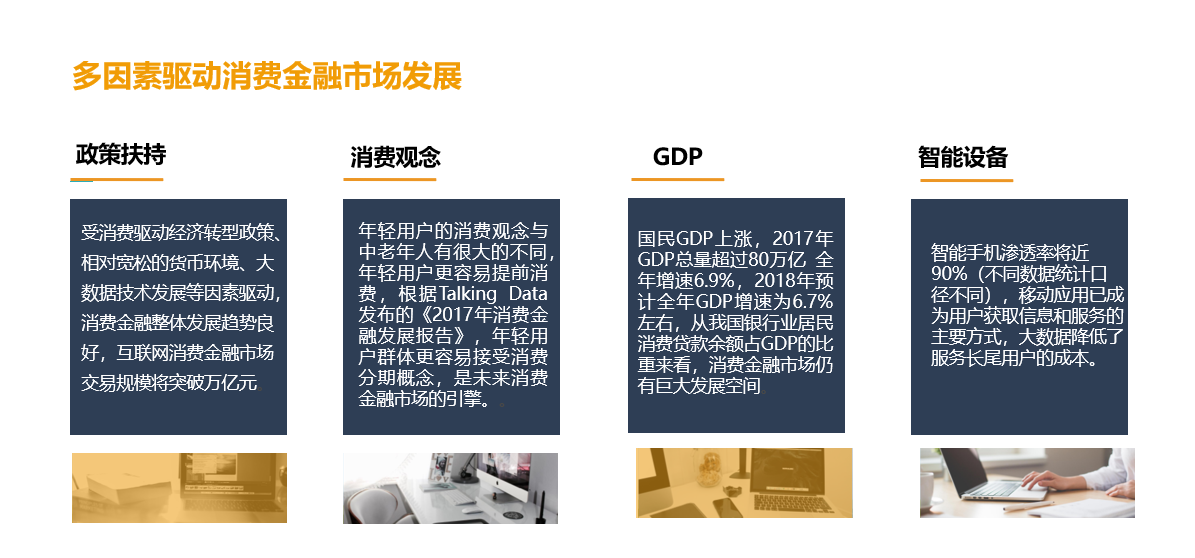 多因素驱动消费金融市场发展
政策扶持
受消费驱动经济转型政策、
相对宽松的货币环境、大
数据技术发展等因素驱动，
消费金融整体发展趋势良
好，互联网消费金融市场
交易规模将突破万亿元
消费观念
年轻用户的消费观念与
中老年人有很大的不同，
年轻用户更容易提前消
费，根据Talking Data
发布的《2017年消费金
融发展报告》，年轻用
户群体更容易接受消费
分期概念，是未来消费
金融市场的引擎。
GDP
国民GDP上涨，2017年
GDP总量超过80万亿 全
年增速6.9%，2018年预
计全年GDP增速为6.7%
左右，从我国银行业居民
消费贷款余额占GDP的比
重来看，消费金融市场仍
有巨大发展空间
智能设备
智能手机渗透率将近
90%（不同数据统计口
径不同），移动应用已成
为用户获取信息和服务的
主要方式，大数据降低了
服务长尾用户的成本。